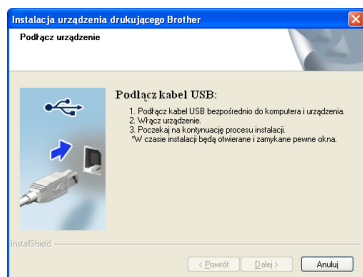 Instalacja urządzenia drukującego Brother
Podłącz urządzenie
Podłącz kabel USB:
1. Podłącz kabel USB bezpośrednio do komputera i urządzenia.
2. Włącz urządzenie.
3. Poczekaj na kontynuację procesu instalacji.
*W czasie instalacji będą otwierane i zamykane pewne okna.
InstallShield
< Powrót
Dalej >
Anuluj